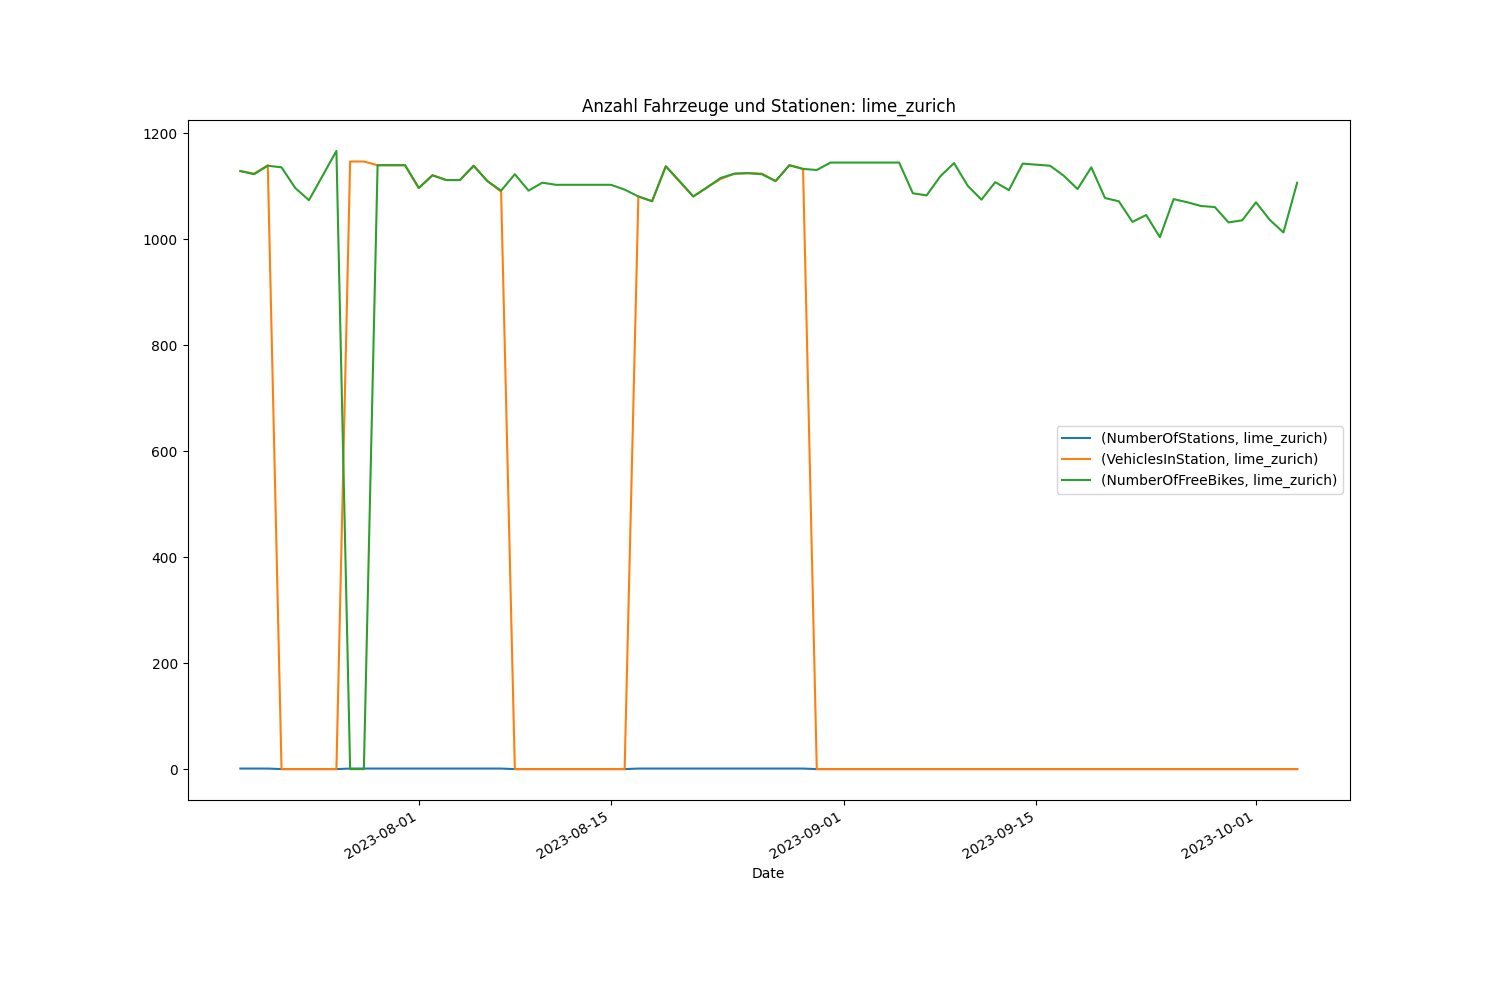 Anzahl Fahrzeuge und Stationen: lime_zurich
1200
1000
800
600
400
200
0
(NumberOfStations, lime_zurich)
(VehiclesInStation, lime_zurich)
(NumberOfFreeBikes, lime_zurich)
2023-08-01
2023-08-15
2023-09-01
2023-09-15
2023-10-01
Date